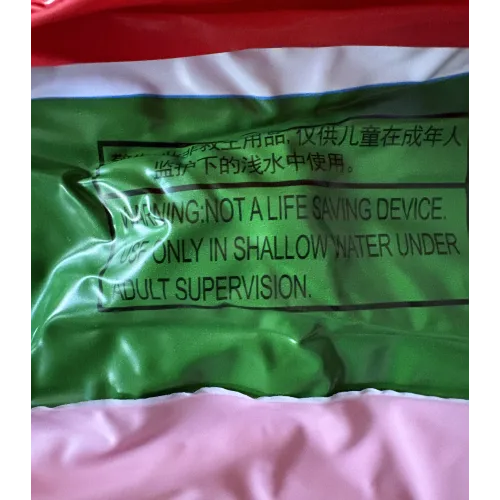 非救生用品, 仅供儿童在成年人
监护下的浅水中使用。
WARNING:NOT A LIFE SAVING DEVICE.
USE ONLY IN SHALLOW WATER UNDER
ADULT SUPERVISION.